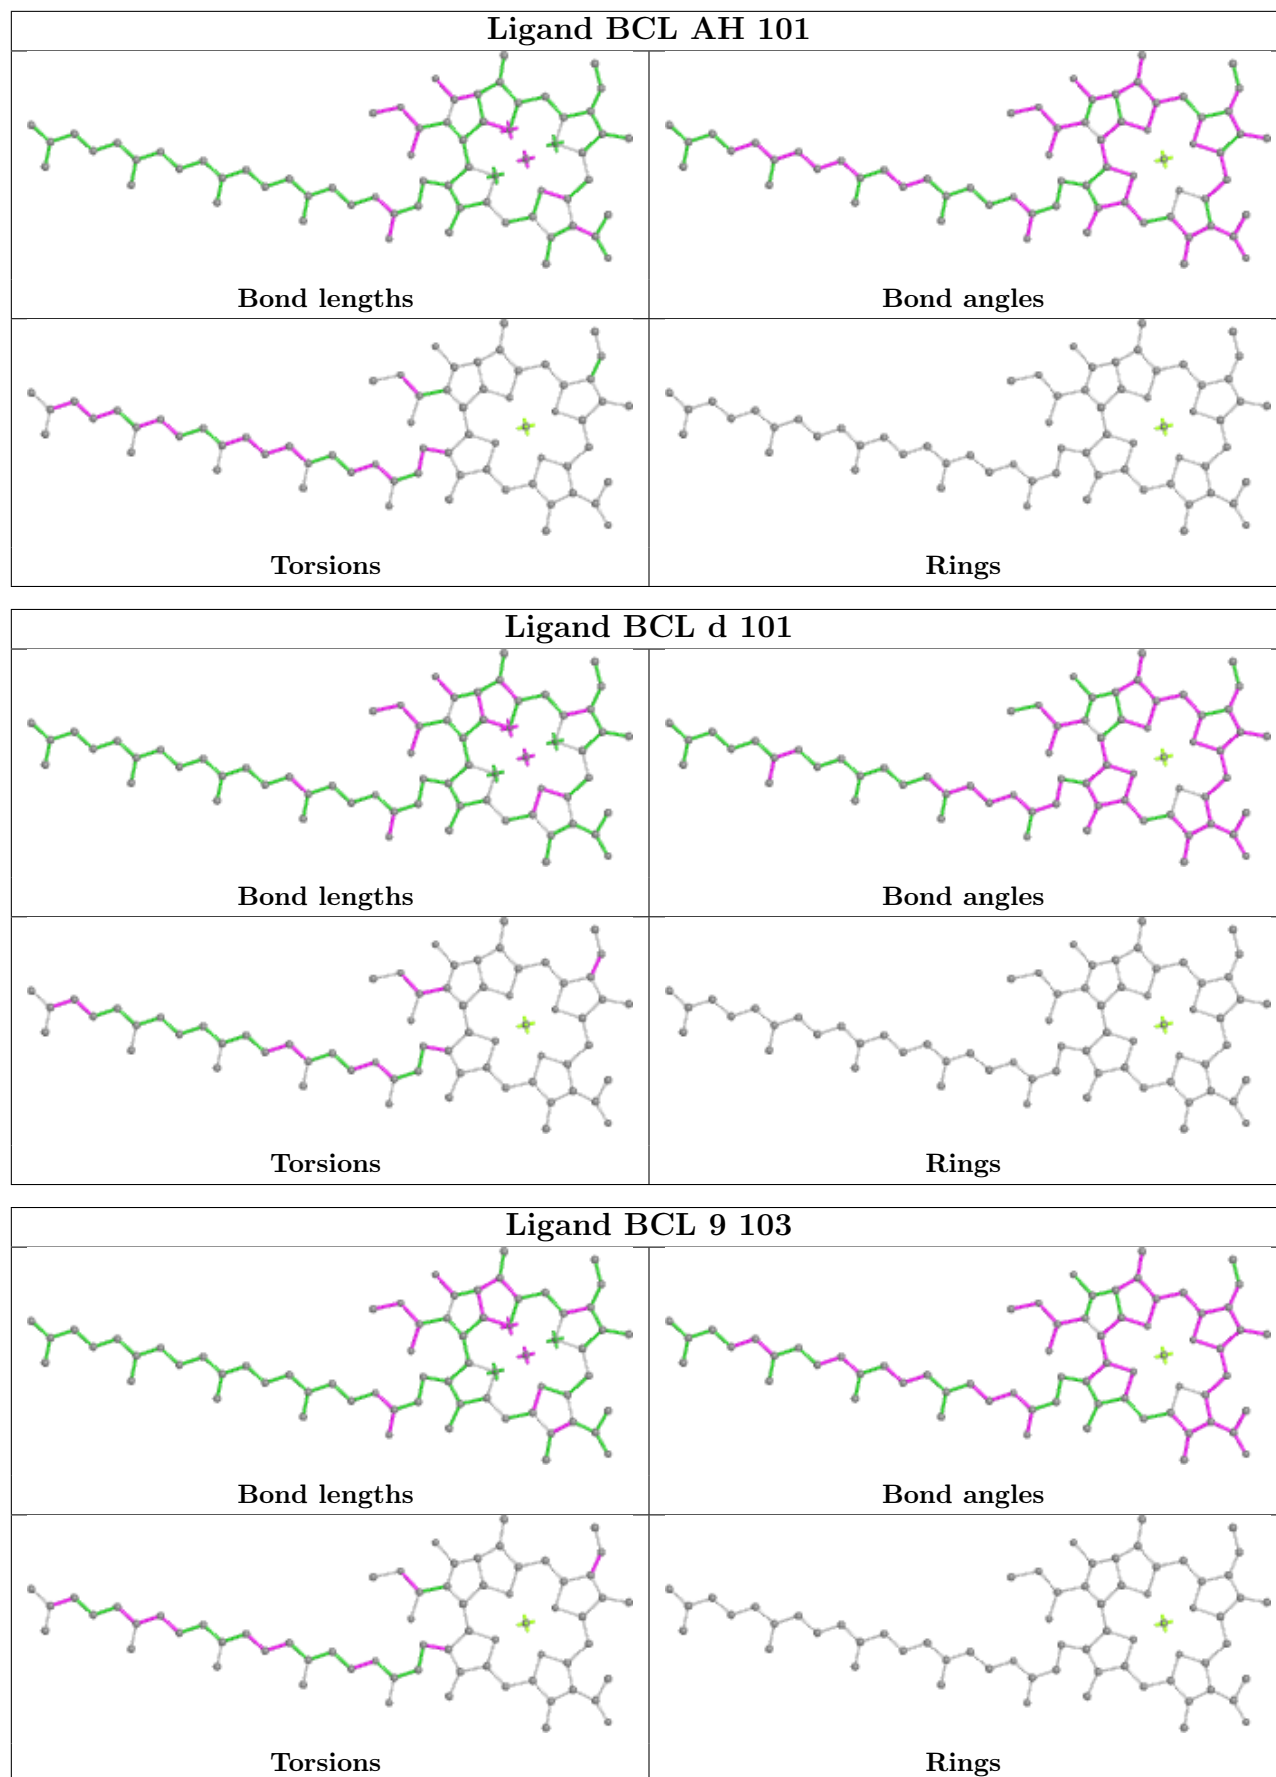 Ligand BCL AH 101
Bond lengths
Bond angles
Torsions
Rings
Ligand BCL d 101
Bond lengths
Bond angles
Torsions
Rings
Ligand BCL 9 103
Bond lengths
Bond angles
Torsions
Rings